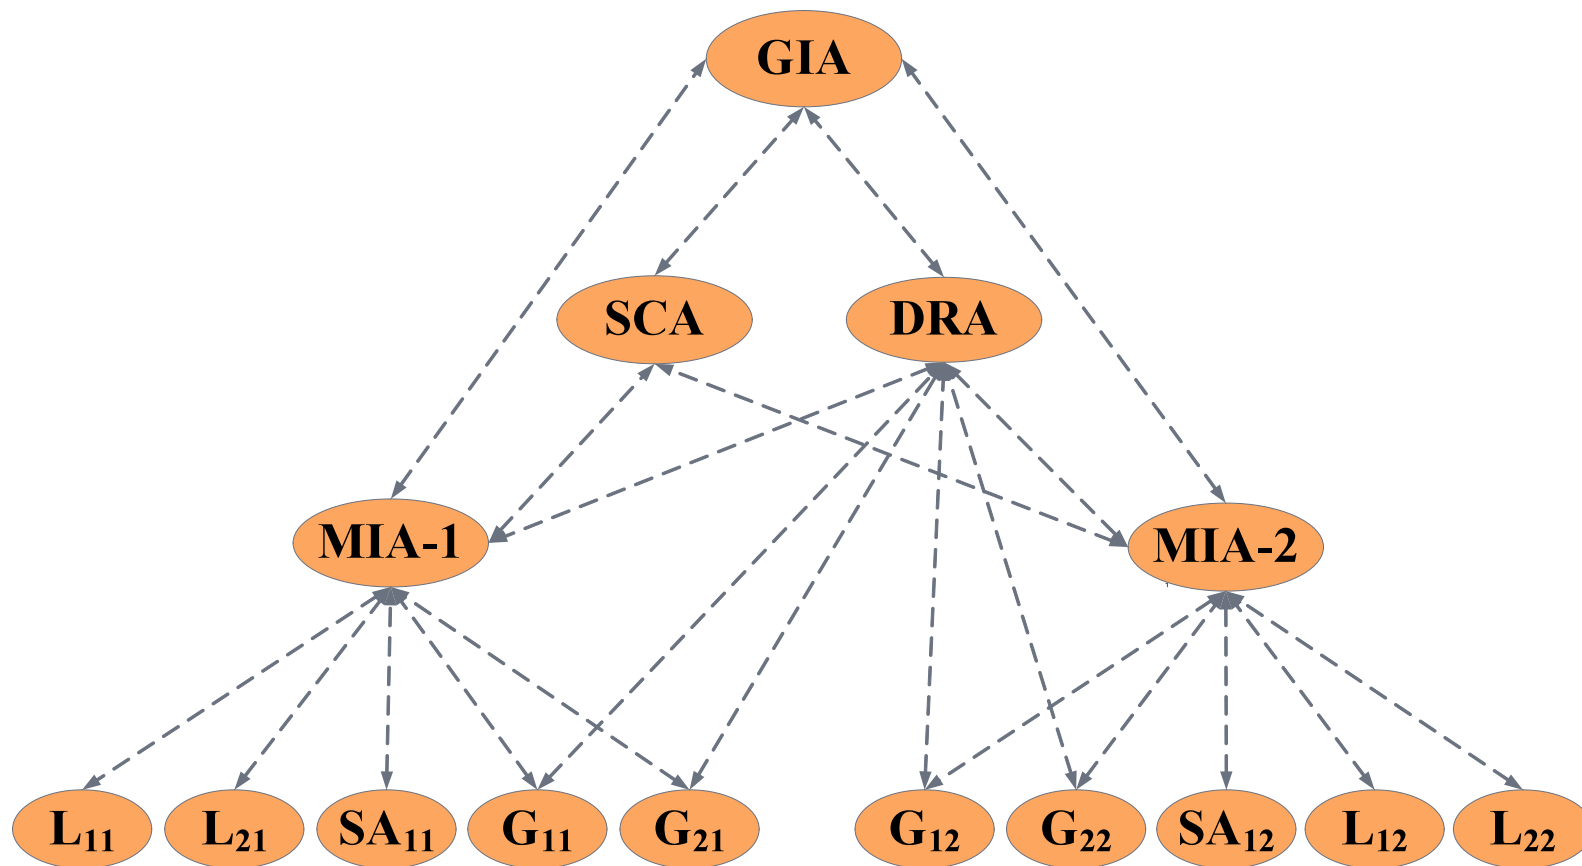 GIA
SCA DRA
MIA-1 MIA-2
L₁₁ L₂₁ SA₁₁ G₁₁ G₂₁ G₁₂ G₂₂ SA₁₂ L₁₂ L₂₂